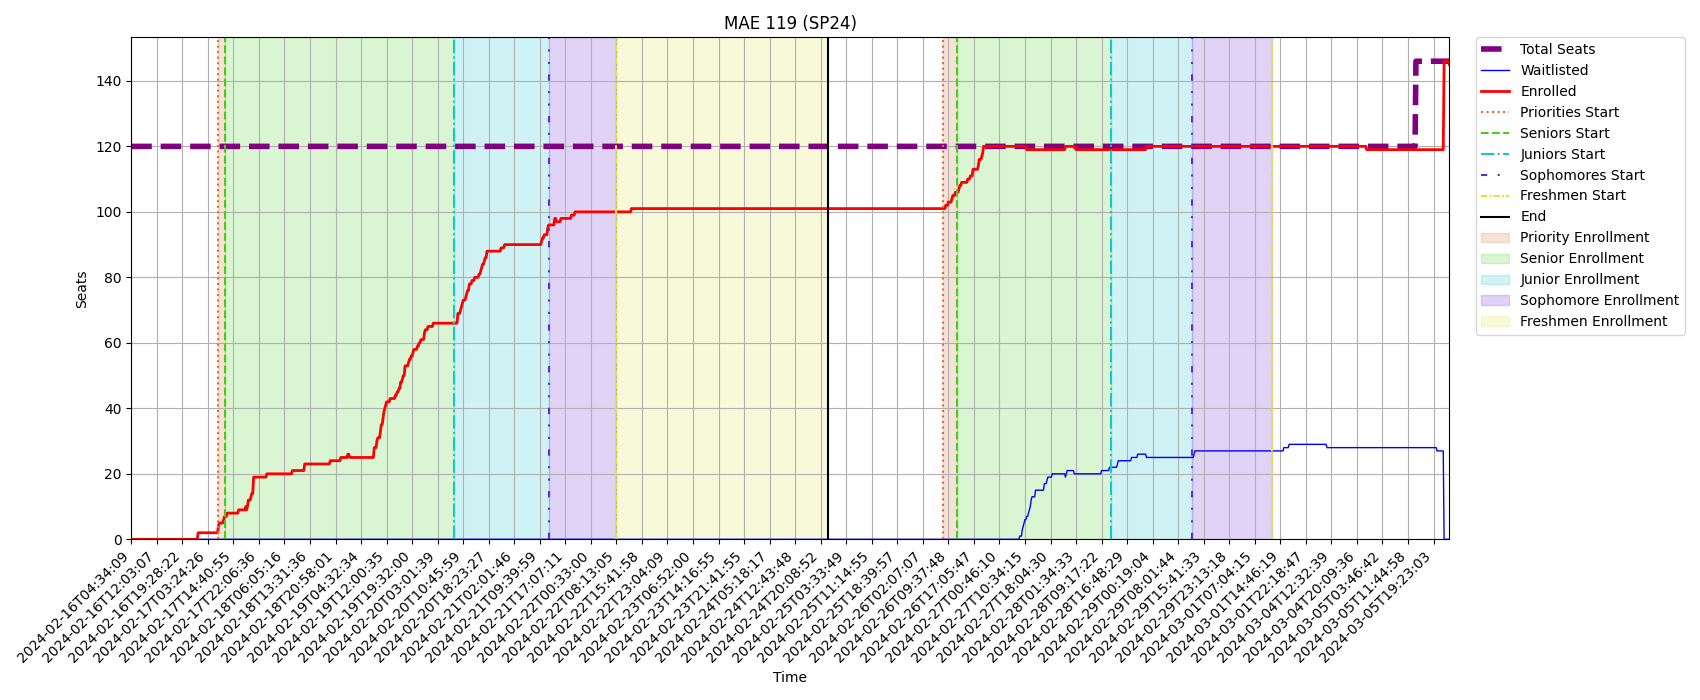 MAE 119 (SP24)
Seats
140
120
100
80
60
40
20
0
2024-02-16T04:34:09
2024-02-16T12:03:07
2024-02-16T19:28:22
2024-02-17T03:24:26
2024-02-17T14:40:55
2024-02-17T22:06:36
2024-02-18T06:05:16
2024-02-18T13:31:36
2024-02-18T20:58:01
2024-02-19T04:32:34
2024-02-19T12:00:35
2024-02-19T19:32:00
2024-02-20T03:01:39
2024-02-20T10:45:59
2024-02-20T18:23:27
2024-02-21T02:01:46
2024-02-21T09:39:59
2024-02-21T17:07:11
2024-02-22T00:33:00
2024-02-22T08:13:05
2024-02-22T15:41:58
2024-02-22T23:04:09
2024-02-23T06:52:00
2024-02-23T14:16:55
2024-02-23T21:41:55
2024-02-24T05:18:17
2024-02-24T12:43:48
2024-02-24T20:08:52
2024-02-25T03:33:49
2024-02-25T11:14:55
2024-02-25T18:39:57
2024-02-26T02:07:07
2024-02-26T09:37:48
2024-02-26T17:05:47
2024-02-27T00:46:10
2024-02-27T10:34:15
2024-02-27T18:04:30
2024-02-28T01:34:33
2024-02-28T09:17:22
2024-02-28T16:48:29
2024-02-29T00:19:04
2024-02-29T08:01:44
2024-02-29T15:41:33
2024-02-29T23:13:18
2024-03-01T07:04:15
2024-03-01T14:46:19
2024-03-01T22:18:47
2024-03-04T12:32:39
2024-03-04T20:09:36
2024-03-05T03:46:42
2024-03-05T11:44:58
2024-03-05T19:23:03
Time
Total Seats
Waitlisted
Enrolled
Priorities Start
Seniors Start
Juniors Start
Sophomores Start
Freshmen Start
End
Priority Enrollment
Senior Enrollment
Junior Enrollment
Sophomore Enrollment
Freshmen Enrollment